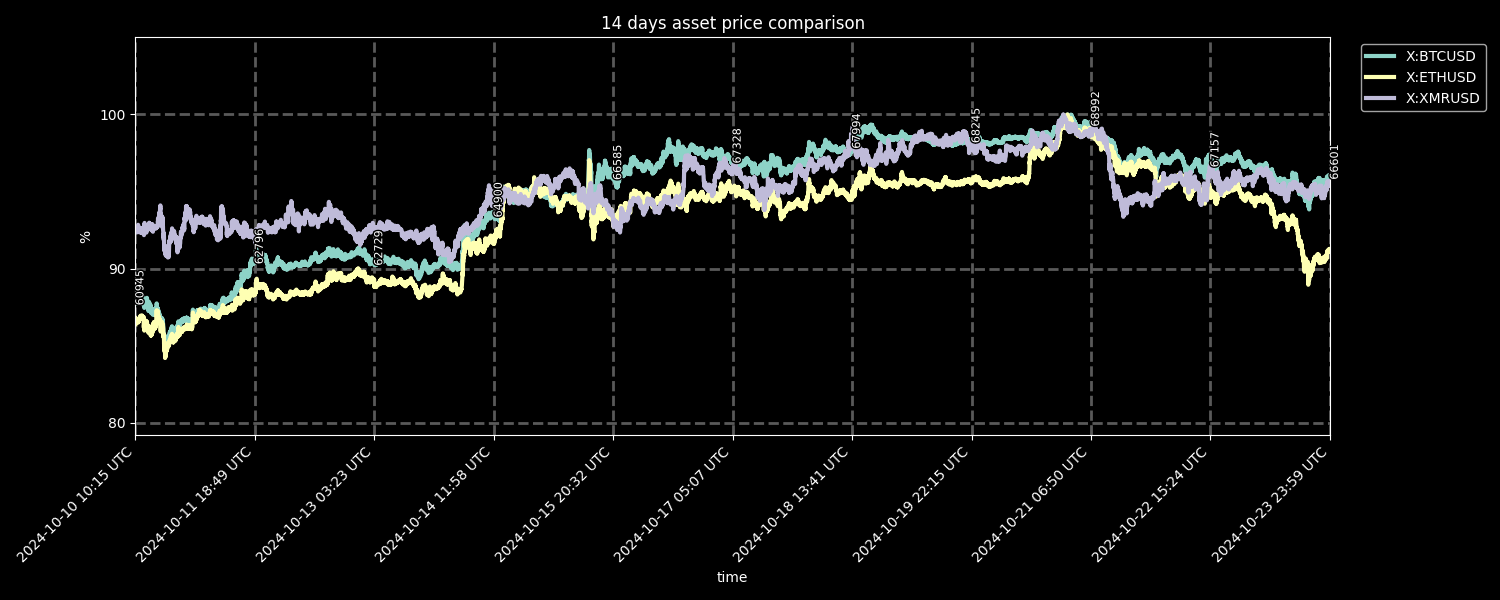 14 days asset price comparison
X:BTCUSD
X:ETHUSD
X:XMRUSD
100
90
80
%
60945
62796
62729
64900
66585
67328
67994
68245
68992
67157
66601
2024-10-10 10:15 UTC
2024-10-11 18:49 UTC
2024-10-13 03:23 UTC
2024-10-14 11:58 UTC
2024-10-15 20:32 UTC
2024-10-17 05:07 UTC
2024-10-18 13:41 UTC
2024-10-19 22:15 UTC
2024-10-21 06:50 UTC
2024-10-22 15:24 UTC
2024-10-23 23:59 UTC
time